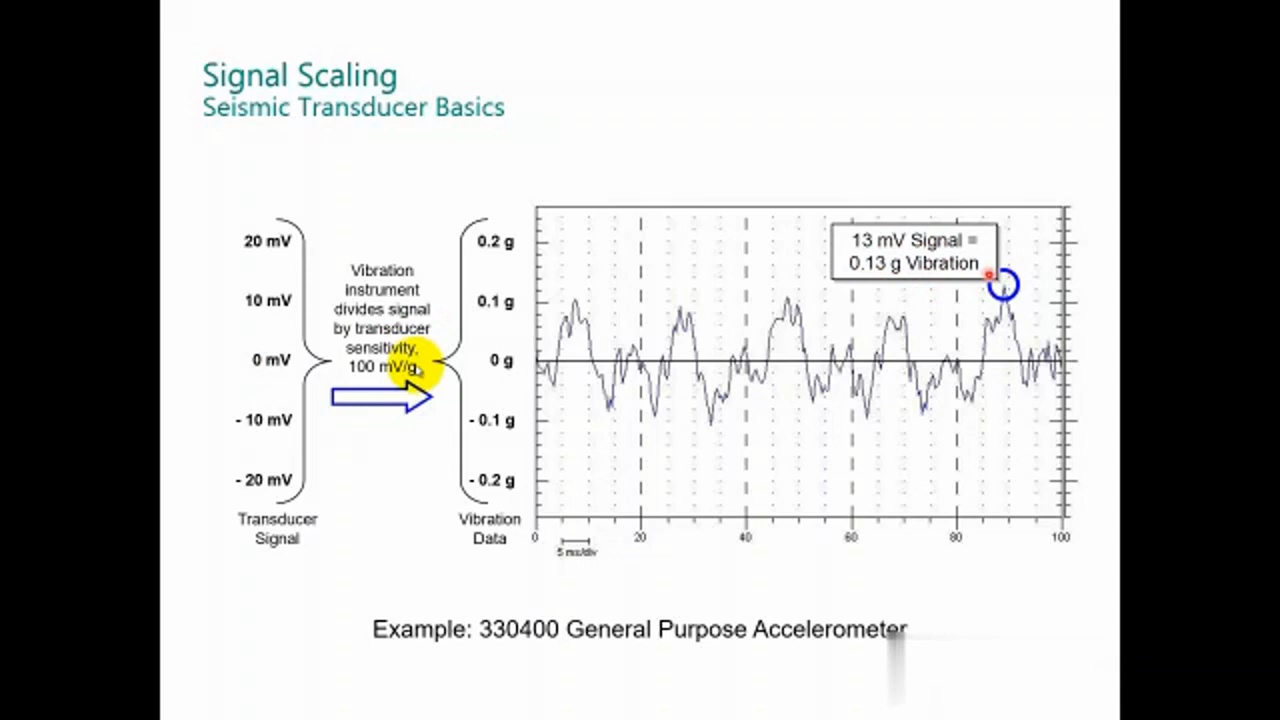 Signal Scaling
Seismic Transducer Basics
20 mV
10 mV
0 mV
- 10 mV
- 20 mV
Transducer
Signal
Vibration
instrument
divides signal
by transducer
sensitivity,
100 mV/g
0.2 g
0.1 g
0 g
- 0.1 g
- 0.2 g
Vibration
Data
13 mV Signal =
0.13 g Vibration
0 20 40 60 80 100
5 ms/div
Example: 330400 General Purpose Accelerometer